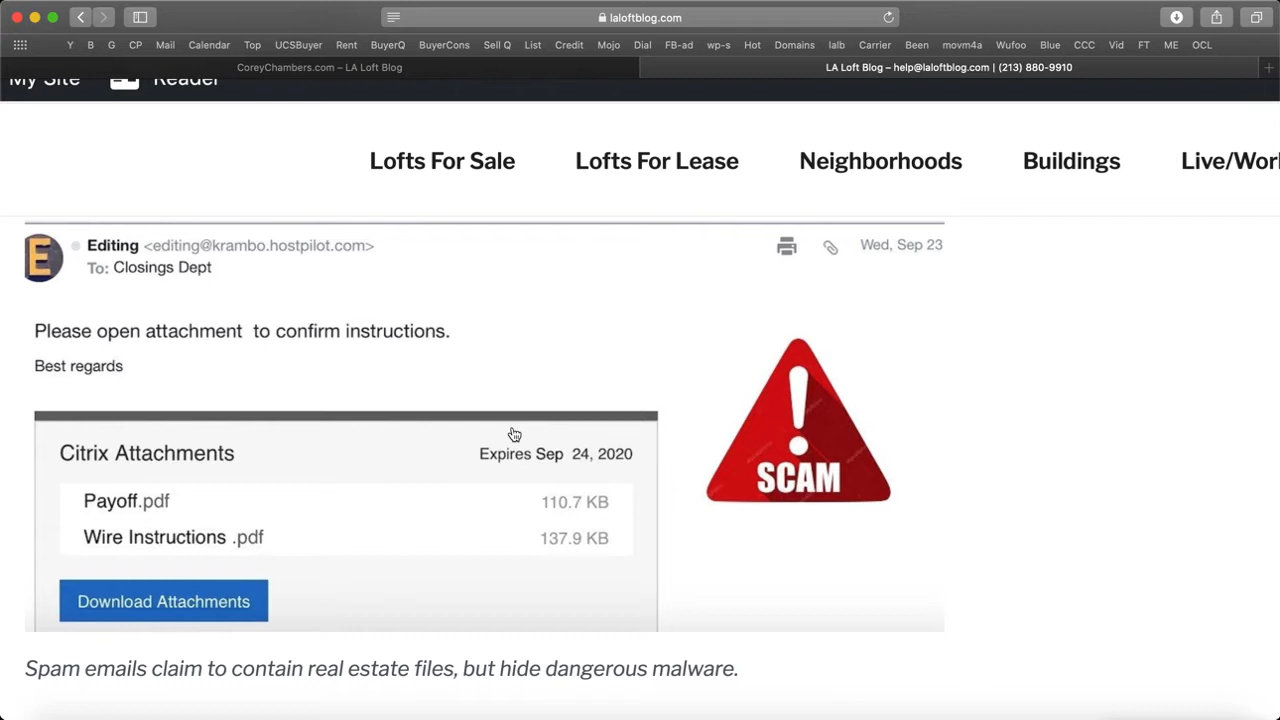 laloftblog.com
Y B G CP Mail Calendar Top UCSBuyer Rent BuyerQ BuyerCons Sell Q List Credit Mojo Dial FB-ad wp-s Hot Domains lalb Carrier Been movm4a Wufoo Blue CCC Vid FT ME OCL
CoreyChambers.com – LA Loft Blog
LA Loft Blog – help@laloftblog.com | (213) 880-9910
My Site Reader
Lofts For Sale Lofts For Lease Neighborhoods Buildings Live/Wor
E
Editing <editing@krambo.hostpilot.com> Wed, Sep 23
To: Closings Dept
Please open attachment to confirm instructions.
Best regards
Citrix Attachments Expires Sep 24, 2020
Payoff.pdf 110.7 KB
Wire Instructions .pdf 137.9 KB
Download Attachments
SCAM
Spam emails claim to contain real estate files, but hide dangerous malware.